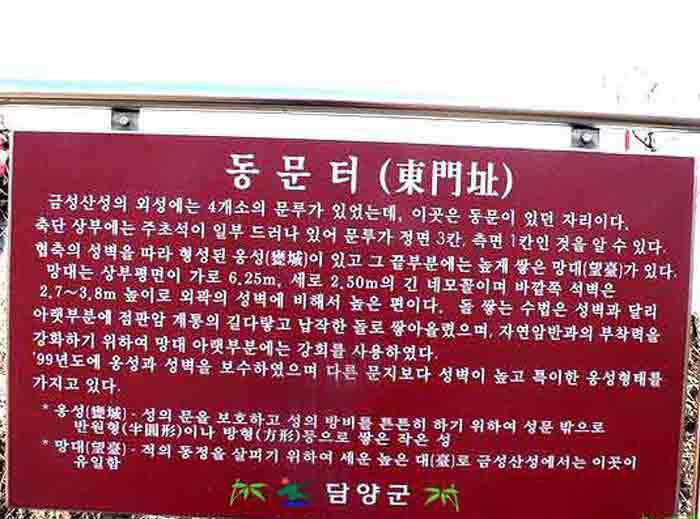 동문터 (東門址)
금성산성의 외성에는 4개소의 문루가 있었는데, 이곳은 동문이 있던 자리이다.
축단 상부에는 주초석이 일부 드러나 있어 문루가 정면 3칸, 측면 1칸인 것을 알 수 있다.
협축의 성벽을 따라 형성된 옹성(甕城)이 있고 그 끝부분에는 높게 쌓은 망대(望臺)가 있다.
망대는 상부평면이 가로 6.25m, 세로 2.50m의 긴 네모꼴이며 바깥쪽 석벽은
2.7~3.8m 높이로 외곽의 성벽에 비해서 높은 편이다. 돌 쌓는 수법은 성벽과 달리
아랫부분에 점판암 계통의 길다랗고 납작한 돌로 쌓아올렸으며, 자연암반과의 부착력을
강화하기 위하여 망대 아랫부분에는 강회를 사용하였다.
'99년도에 옹성과 성벽을 보수하였으며 다른 문지보다 성벽이 높고 특이한 옹성형태를
가지고 있다.
* 옹성(甕城) - 성의 문을 보호하고 성의 방비를 튼튼히 하기 위하여 성문 밖으로
반원형(半圓形)이나 방형(方形)등으로 쌓은 작은 성
* 망대(望臺) - 적의 동정을 살피기 위하여 세운 높은 대(臺)로 금성산성에서는 이곳이
유일함
담양군